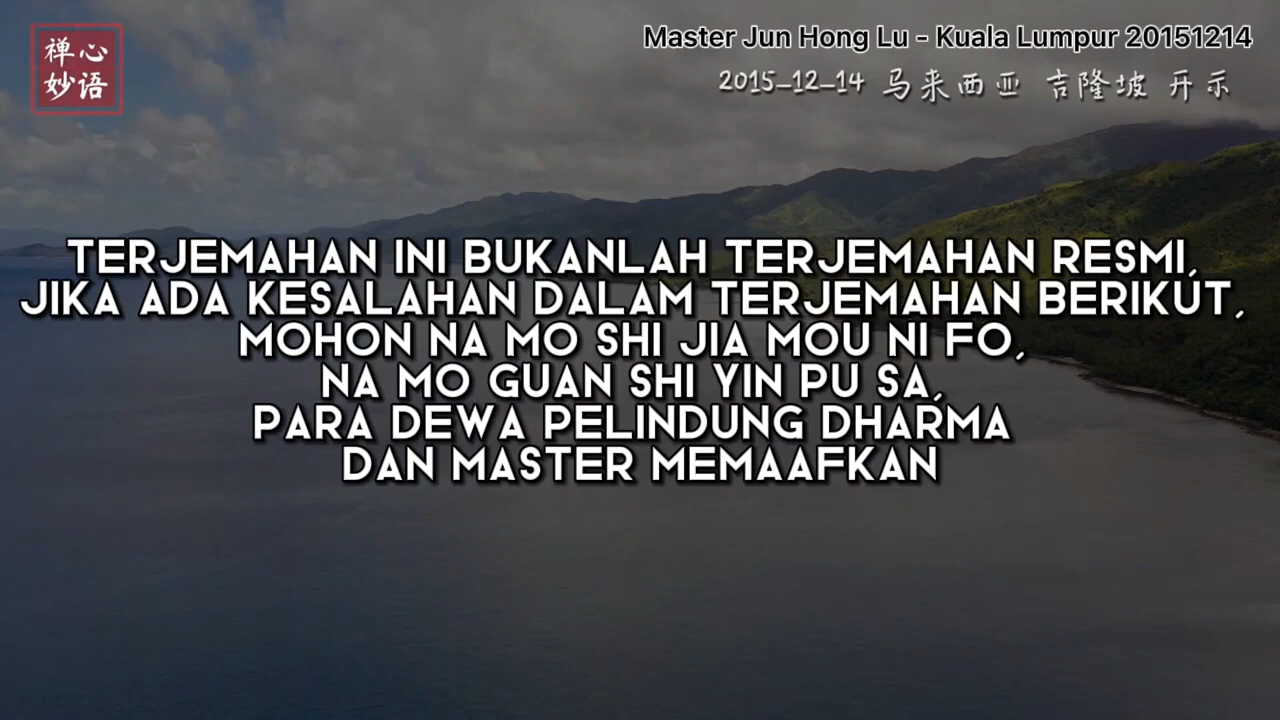 禅心
妙语
Master Jun Hong Lu - Kuala Lumpur 20151214
2015-12-14 马来西亚 吉隆坡 开示
TERJEMAHAN INI BUKANLAH TERJEMAHAN RESMI,
JIKA ADA KESALAHAN DALAM TERJEMAHAN BERIKUT,
MOHON NA MO SHI JIA MOU NI FO,
NA MO GUAN SHI YIN PU SA,
PARA DEWA PELINDUNG DHARMA
DAN MASTER MEMAAFKAN